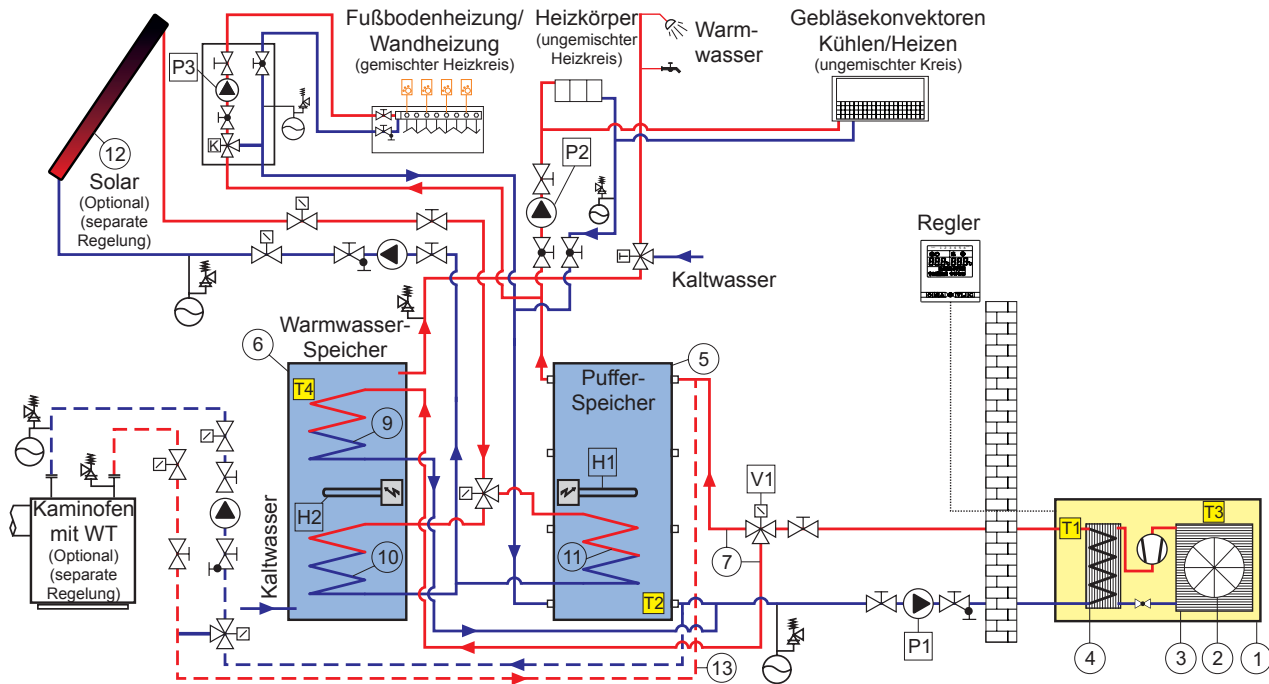 Fußbodenheizung/
Wandheizung
(gemischter Heizkreis)
Heizkörper
(ungemischter
Heizkreis)
Warm-
wasser
Gebläsekonvektoren
Kühlen/Heizen
(ungemischter Kreis)
P3
K
12
Solar
(Optional)
(separate
Regelung)
P2
T
Kaltwasser
Regler
Warmwasser-
Speicher
6
T4
9
H2
10
Kaltwasser
Puffer-
Speicher
5
H1
11
T2
V1
7
13
P1
T1
T3
4
3
2
1
Kaminofen
mit WT
(Optional)
(separate
Regelung)